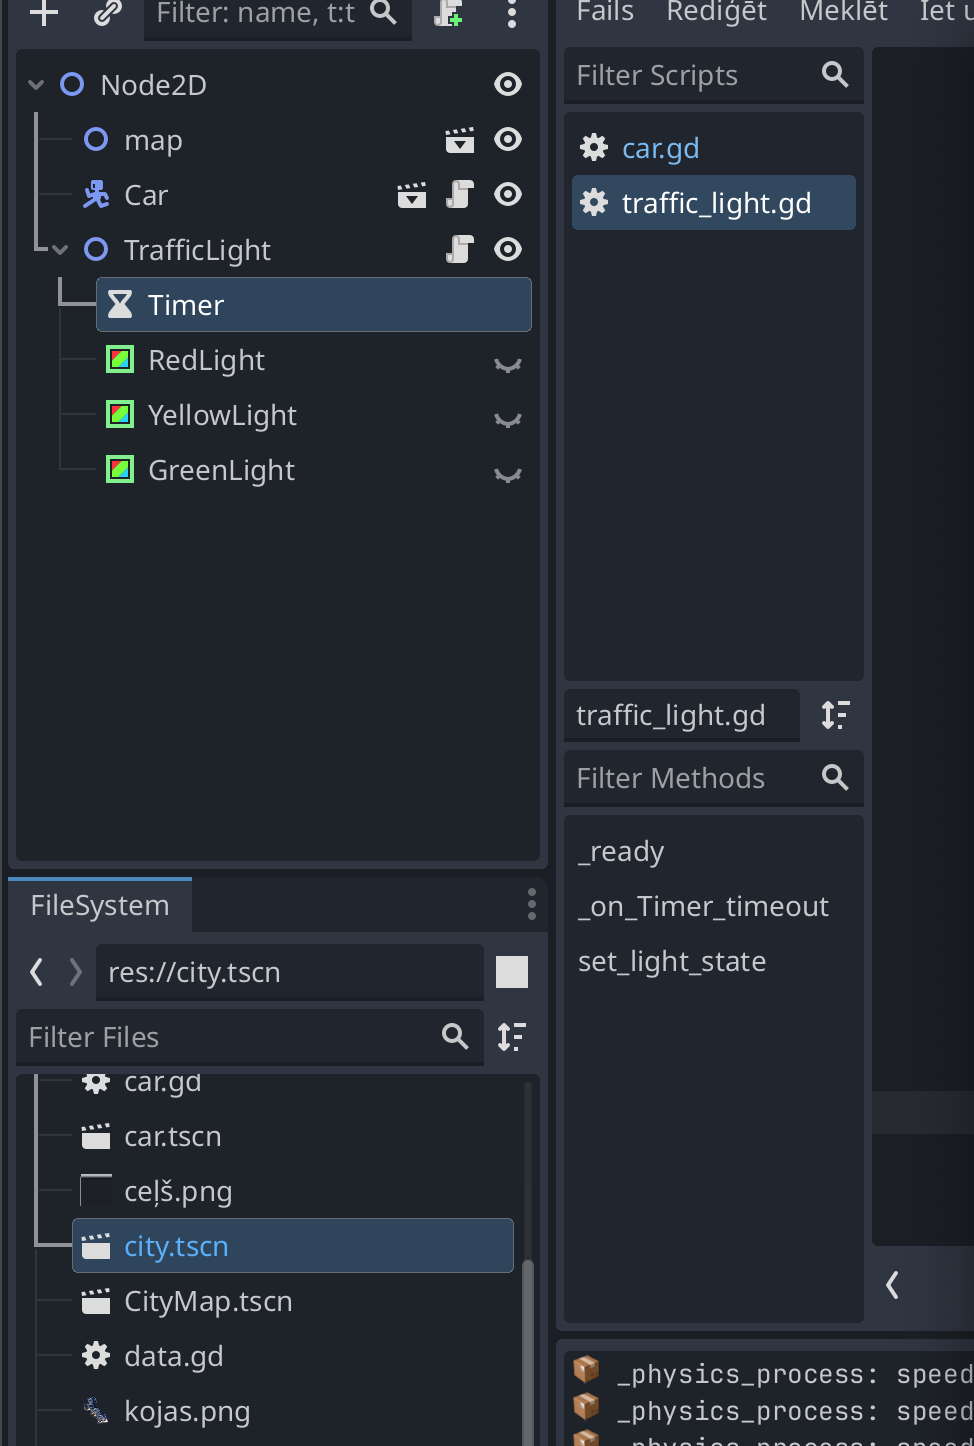 Filter: name, t:t
Node2D
map
Car
TrafficLight
Timer
RedLight
YellowLight
GreenLight
FileSystem
res://city.tscn
Filter Files
car.gd
car.tscn
ceļš.png
city.tscn
CityMap.tscn
data.gd
kojas.png
Fails Rediģēt Meklēt Iet u
Filter Scripts
car.gd
traffic_light.gd
traffic_light.gd
Filter Methods
_ready
_on_Timer_timeout
set_light_state
_physics_process: speed
_physics_process: speed